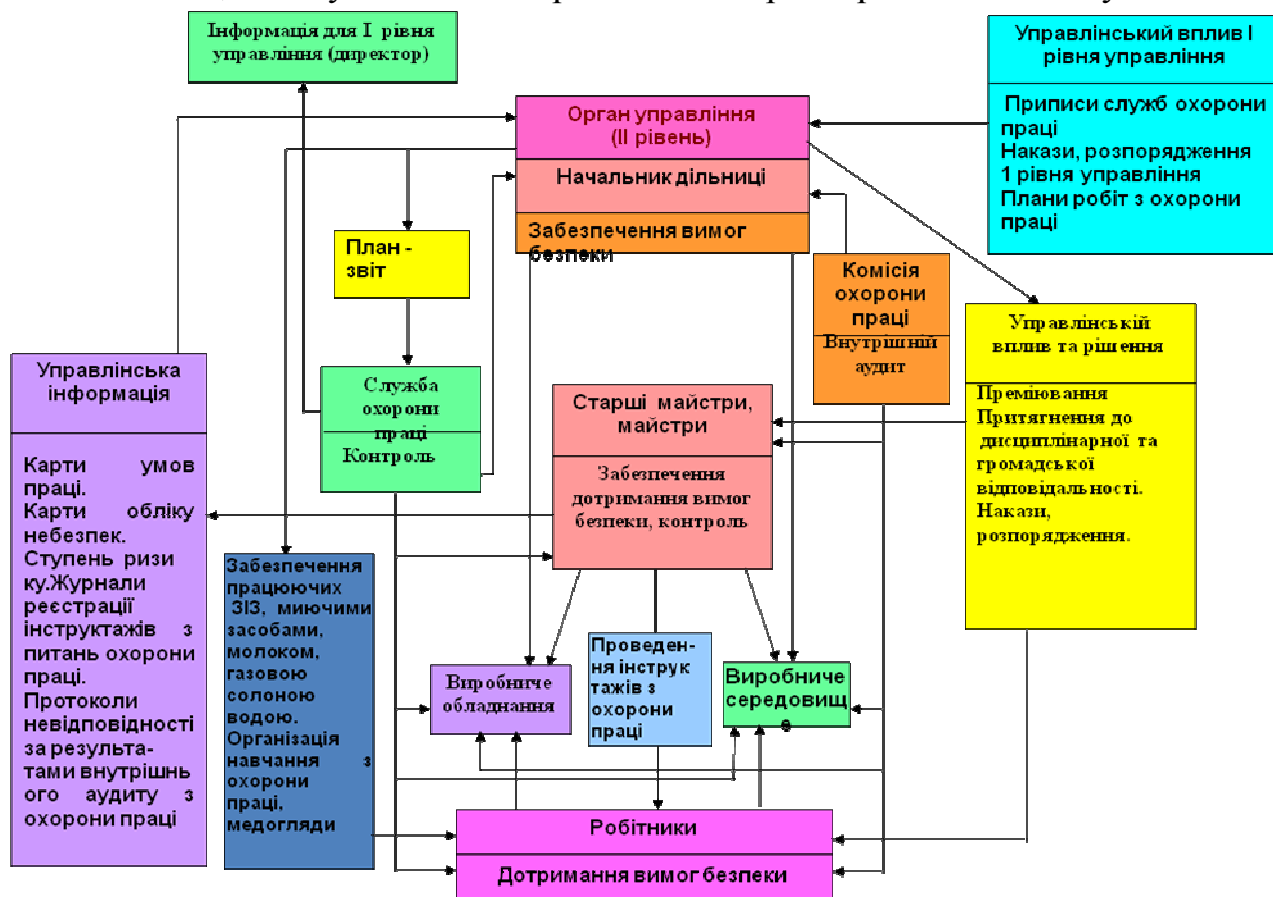 Інформація для І рівня
управління (директор)
Управлінський вплив І
рівня управління
Приписи служб охорони
праці
Накази, розпорядження
1 рівня управління
Плани робіт з охорони
праці
Орган управління
(ІІ рівень)
Начальник дільниці
Забезпечення вимог
безпеки
План -
звіт
Комісія
охорони
праці
Внутрішній
аудит
Управлінській
вплив та рішення
Преміювання
Притягнення до
дисциплінарної та
громадської
відповідальності.
Накази,
розпорядження.
Управлінська
інформація
Карти умов
праці.
Карти обліку
небезпек.
Ступень ризи
ку.Журнали
реєстрації
інструктажів з
питань охорони
праці.
Протоколи
невідповідності
за результа-
тами внутрішнь
ого аудиту з
охорони праці
Служба
охорони
праці
Контроль
Старші майстри,
майстри
Забезпечення
дотримання вимог
безпеки, контроль
Забезпечення
працюючих
ЗІЗ, миючими
засобами,
молоком,
газовою
солоною
водою.
Організація
навчання з
охорони
праці,
медогляди
Виробниче
обладнання
Проведен-
ня інструк
тажів з
охорони
праці
Виробниче
середовищ
е
Робітники
Дотримання вимог безпеки